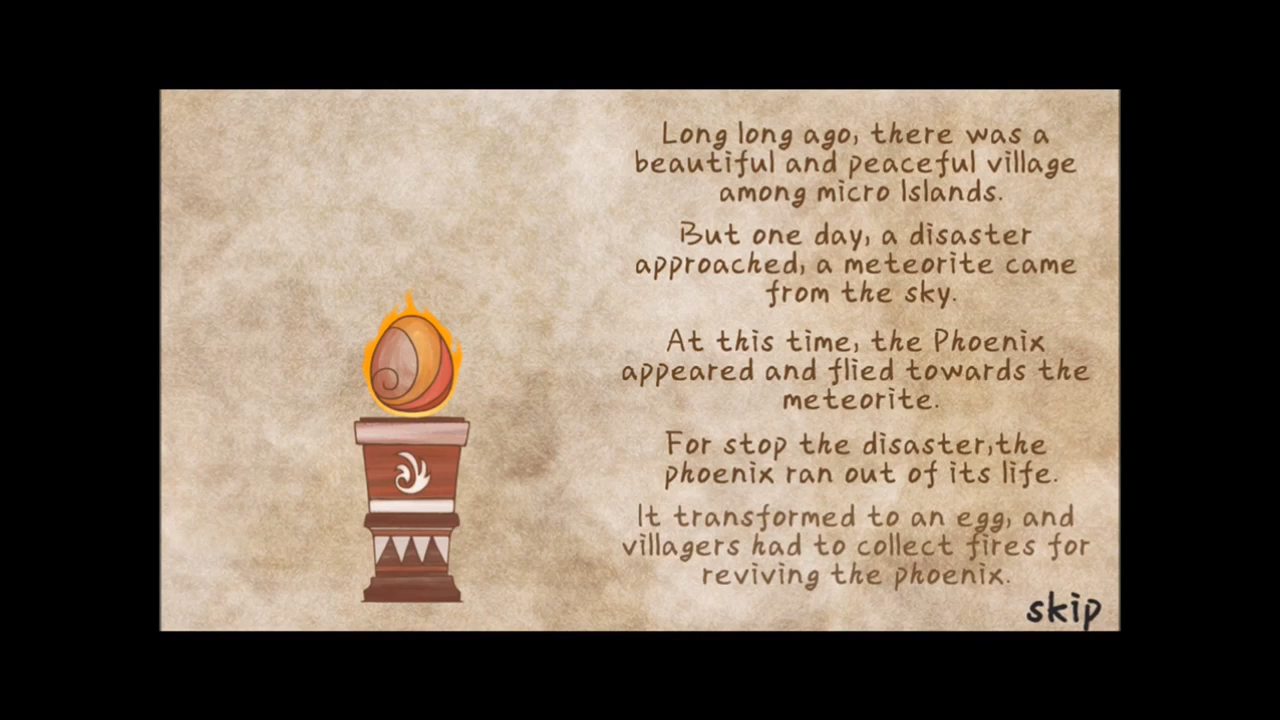 Long long ago, there was a
beautiful and peaceful village
among micro Islands.
But one day, a disaster
approached, a meteorite came
from the sky.
At this time, the Phoenix
appeared and flied towards the
meteorite.
For stop the disaster,the
phoenix ran out of its life.
It transformed to an egg, and
villagers had to collect fires for
reviving the phoenix.
skip